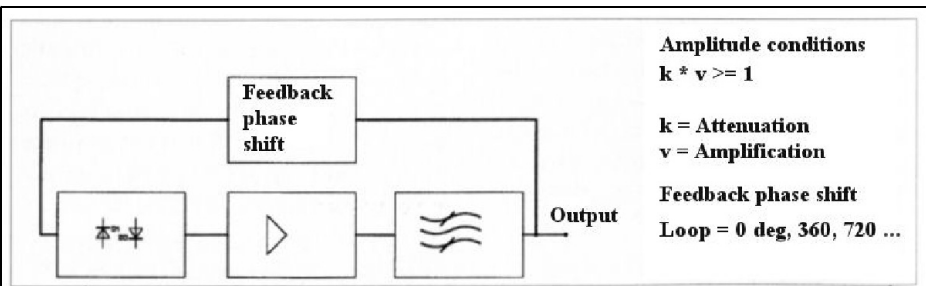 Feedback
phase
shift
Output
Amplitude conditions
k * v >= 1
k = Attenuation
v = Amplification
Feedback phase shift
Loop = 0 deg, 360, 720 ...